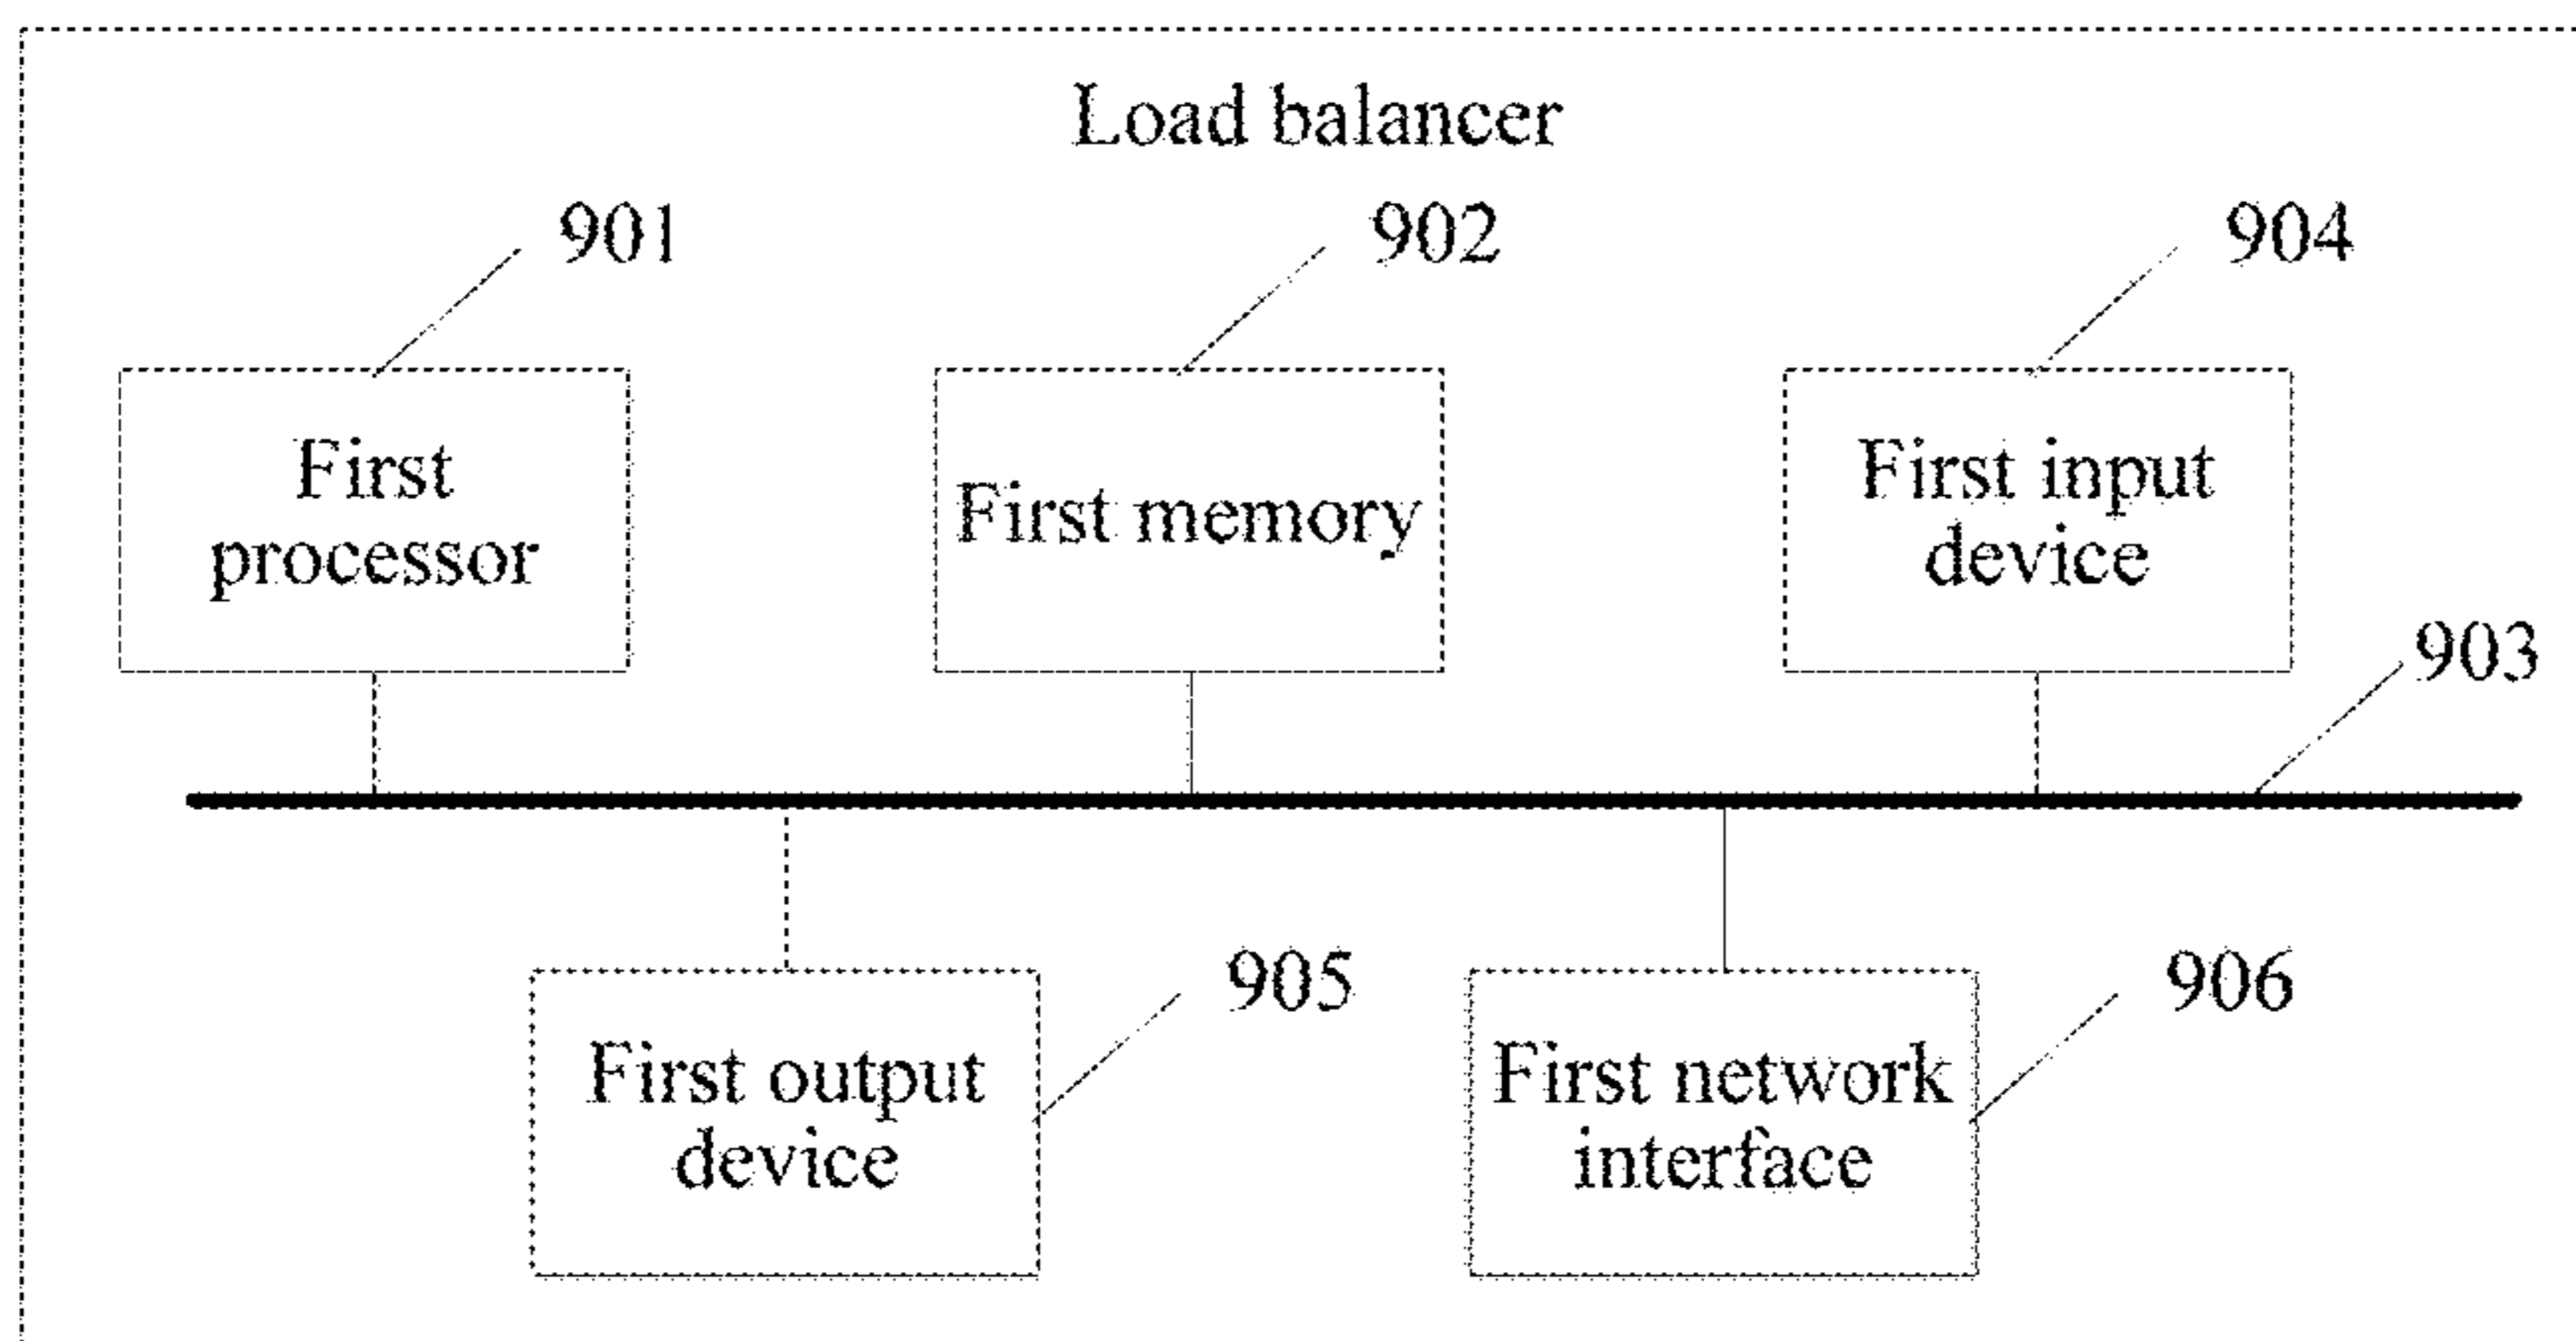 Load balancer
901
902
904
First
processor
First memory
First input
device
903
905
906
First output
device
First network
interface